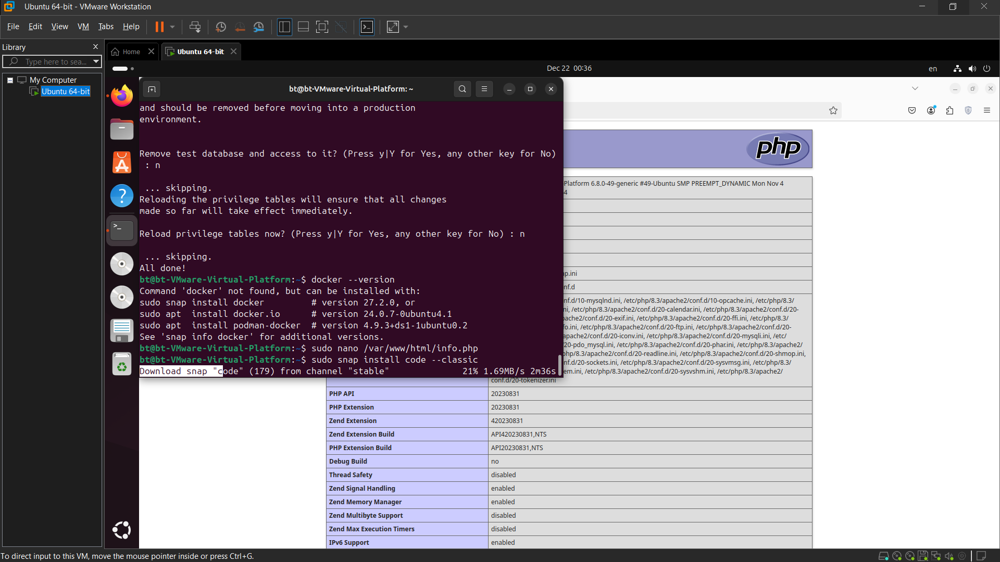 Ubuntu 64-bit - VMware Workstation
File Edit View VM Tabs Help
Library
Type here to sea...
My Computer
Ubuntu 64-bit
Home
Ubuntu 64-bit
Dec 22 00:36
en
bt@bt-VMware-Virtual-Platform: ~
and should be removed before moving into a production
environment.
Remove test database and access to it? (Press y|Y for Yes, any other key for No)
: n
... skipping.
Reloading the privilege tables will ensure that all changes
made so far will take effect immediately.
Reload privilege tables now? (Press y|Y for Yes, any other key for No) : n
... skipping.
All done!
bt@bt-VMware-Virtual-Platform:~$ docker --version
Command 'docker' not found, but can be installed with:
sudo snap install docker # version 27.2.0, or
sudo apt install docker.io # version 24.0.7-0ubuntu4.1
sudo apt install podman-docker # version 4.9.3+ds1-1ubuntu0.2
See 'snap info docker' for additional versions.
bt@bt-VMware-Virtual-Platform:~$ sudo nano /var/www/html/info.php
bt@bt-VMware-Virtual-Platform:~$ sudo snap install code --classic
Download snap "code" (179) from channel "stable" 21% 1.69MB/s 2m36s
php
Platform 6.8.0-49-generic #49-Ubuntu SMP PREEMPT_DYNAMIC Mon Nov 4
4
p.ini
nf.d
nf.d/10-mysqlnd.ini, /etc/php/8.3/apache2/conf.d/10-opcache.ini, /etc/php/8.3/
ni, /etc/php/8.3/apache2/conf.d/20-calendar.ini, /etc/php/8.3/apache2/conf.d/20-
pache2/conf.d/20-exif.ini, /etc/php/8.3/apache2/conf.d/20-ffi.ini, /etc/php/8.3/
fo.ini, /etc/php/8.3/apache2/conf.d/20-ftp.ini, /etc/php/8.3/apache2/conf.d/20-
ache2/conf.d/20-iconv.ini, /etc/php/8.3/apache2/conf.d/20-mysqli.ini, /etc/
/20-pdo_mysql.ini, /etc/php/8.3/apache2/conf.d/20-phar.ini, /etc/php/8.3/apache2/
php/8.3/apache2/conf.d/20-readline.ini, /etc/php/8.3/apache2/conf.d/20-shmop.ini,
nf.d/20-sockets.ini, /etc/php/8.3/apache2/conf.d/20-sysvmsg.ini, /etc/php/8.3/
em.ini, /etc/php/8.3/apache2/conf.d/20-sysvshm.ini, /etc/php/8.3/apache2/
conf.d/20-tokenizer.ini
PHP API 20230831
PHP Extension 20230831
Zend Extension 420230831
Zend Extension Build API420230831,NTS
PHP Extension Build API20230831,NTS
Debug Build no
Thread Safety disabled
Zend Signal Handling enabled
Zend Memory Manager enabled
Zend Multibyte Support disabled
Zend Max Execution Timers disabled
IPv6 Support enabled
To direct input to this VM, move the mouse pointer inside or press Ctrl+G.